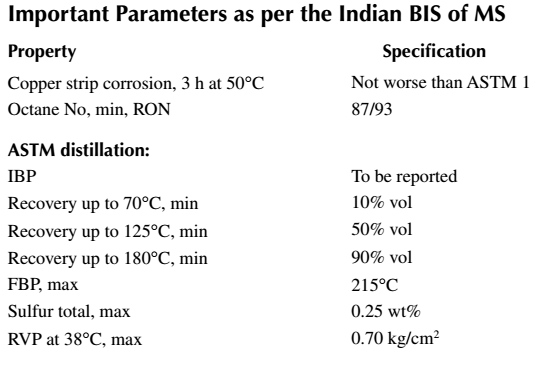 Important Parameters as per the Indian BIS of MS
Property Specification
Copper strip corrosion, 3 h at 50°C Not worse than ASTM 1
Octane No, min, RON 87/93
ASTM distillation:
IBP To be reported
Recovery up to 70°C, min 10% vol
Recovery up to 125°C, min 50% vol
Recovery up to 180°C, min 90% vol
FBP, max 215°C
Sulfur total, max 0.25 wt%
RVP at 38°C, max 0.70 kg/cm²